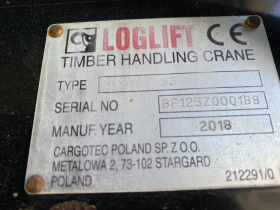 LOGLIFT CE
TIMBER HANDLING CRANE
TYPE
SERIAL NO BF125Z000188
MANUF. YEAR 2018
CARGOTEC POLAND SP. Z O.O.
METALOWA 2, 73-102 STARGARD
POLAND
212291/0